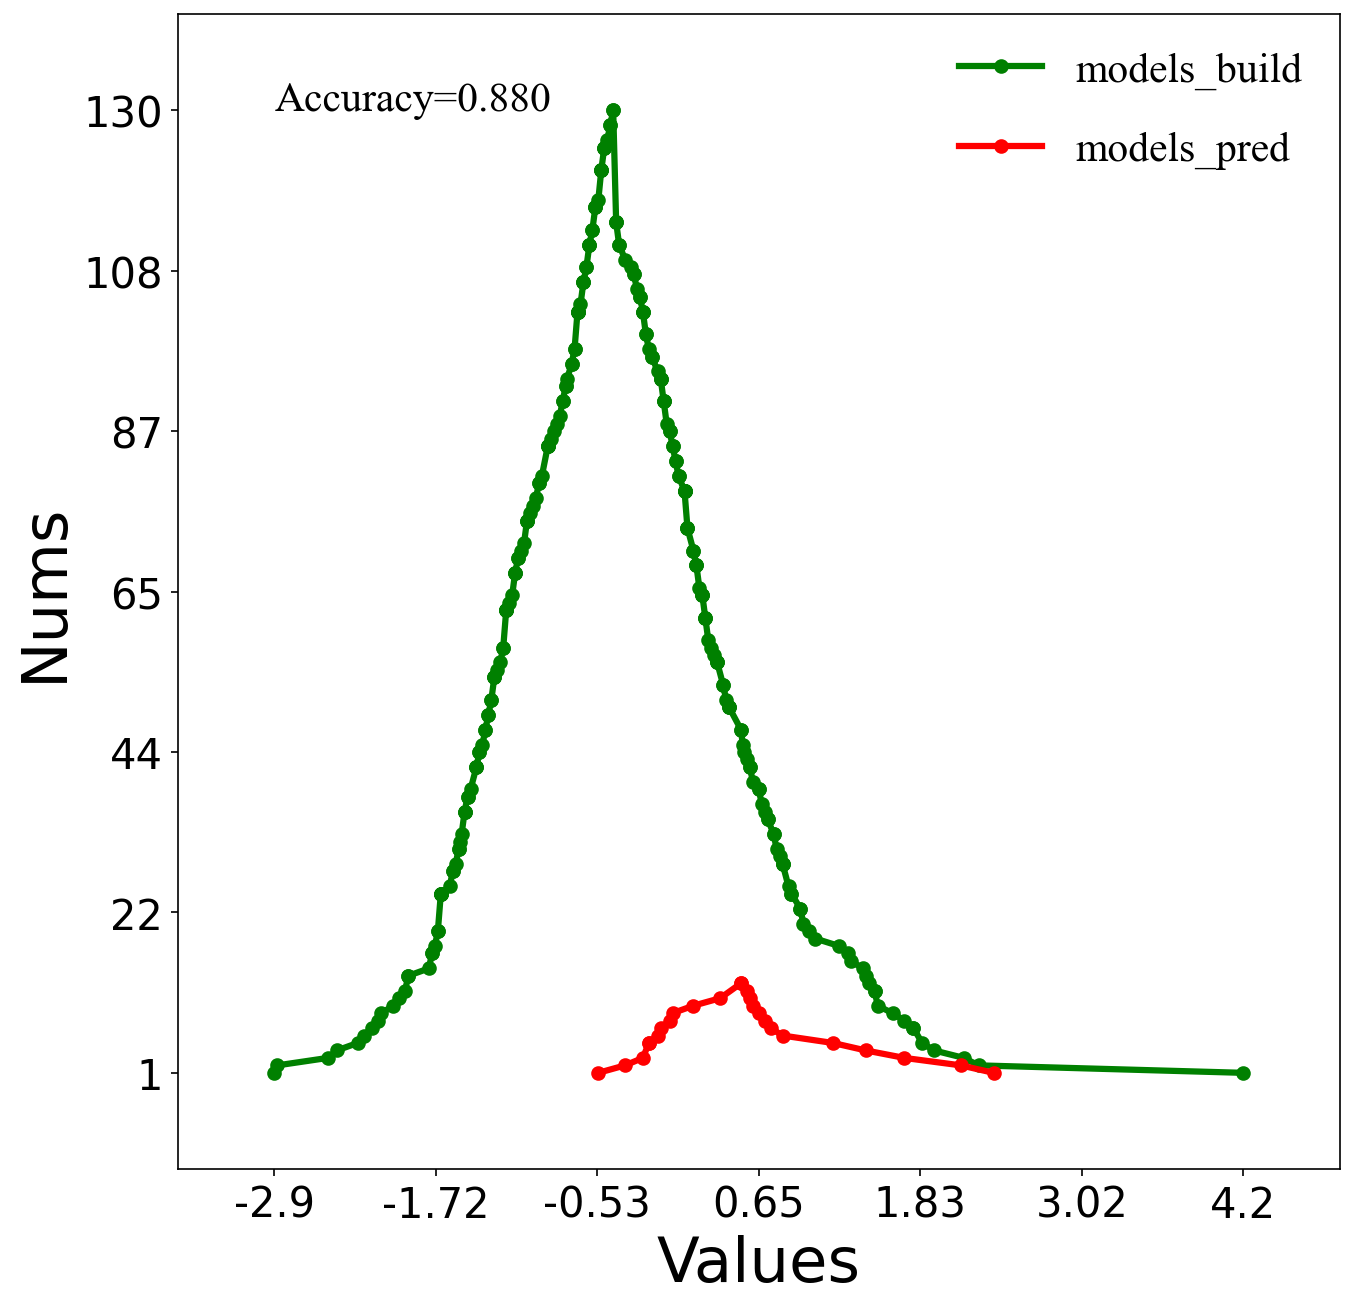 Accuracy=0.880
models_build
models_pred
Nums
130
108
87
65
44
22
1
-2.9 -1.72 -0.53 0.65 1.83 3.02 4.2
Values